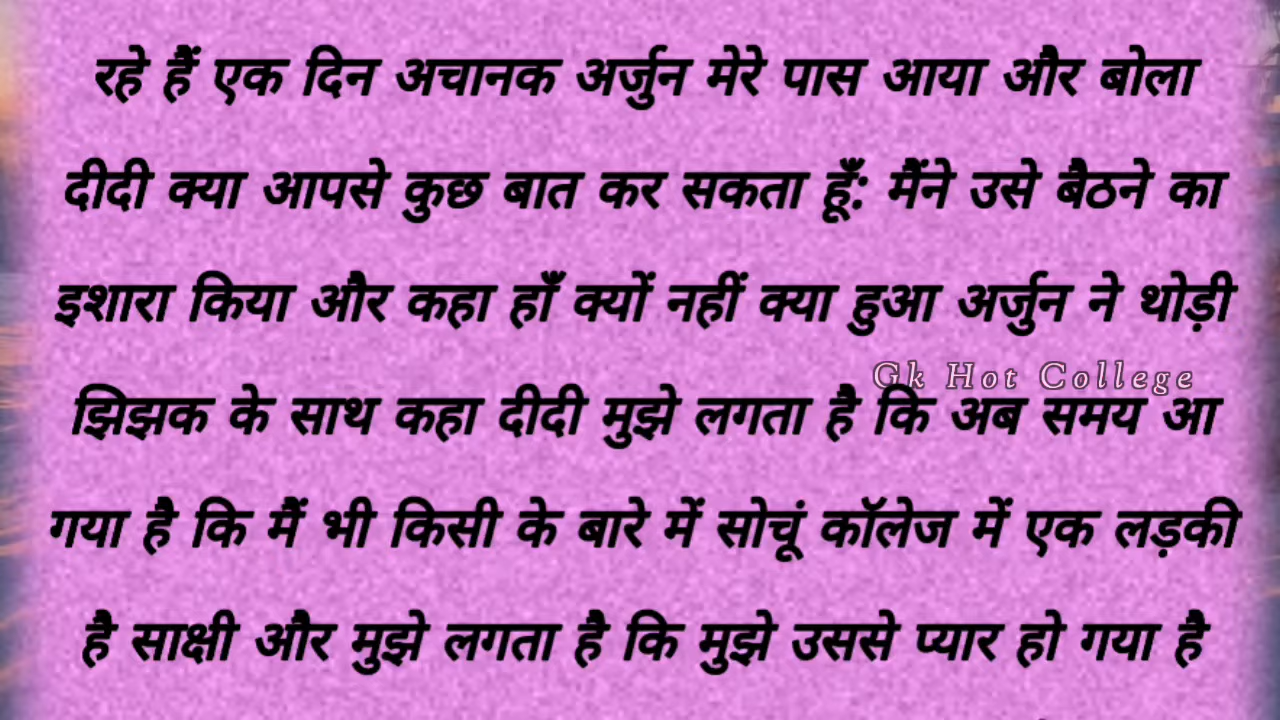 रहे हैं एक दिन अचानक अर्जुन मेरे पास आया और बोला
दीदी क्या आपसे कुछ बात कर सकता हूँ: मैंने उसे बैठने का
इशारा किया और कहा हाँ क्यों नहीं क्या हुआ अर्जुन ने थोड़ी
Gk Hot College
झिझक के साथ कहा दीदी मुझे लगता है कि अब समय आ
गया है कि मैं भी किसी के बारे में सोचूं कॉलेज में एक लड़की
है साक्षी और मुझे लगता है कि मुझे उससे प्यार हो गया है